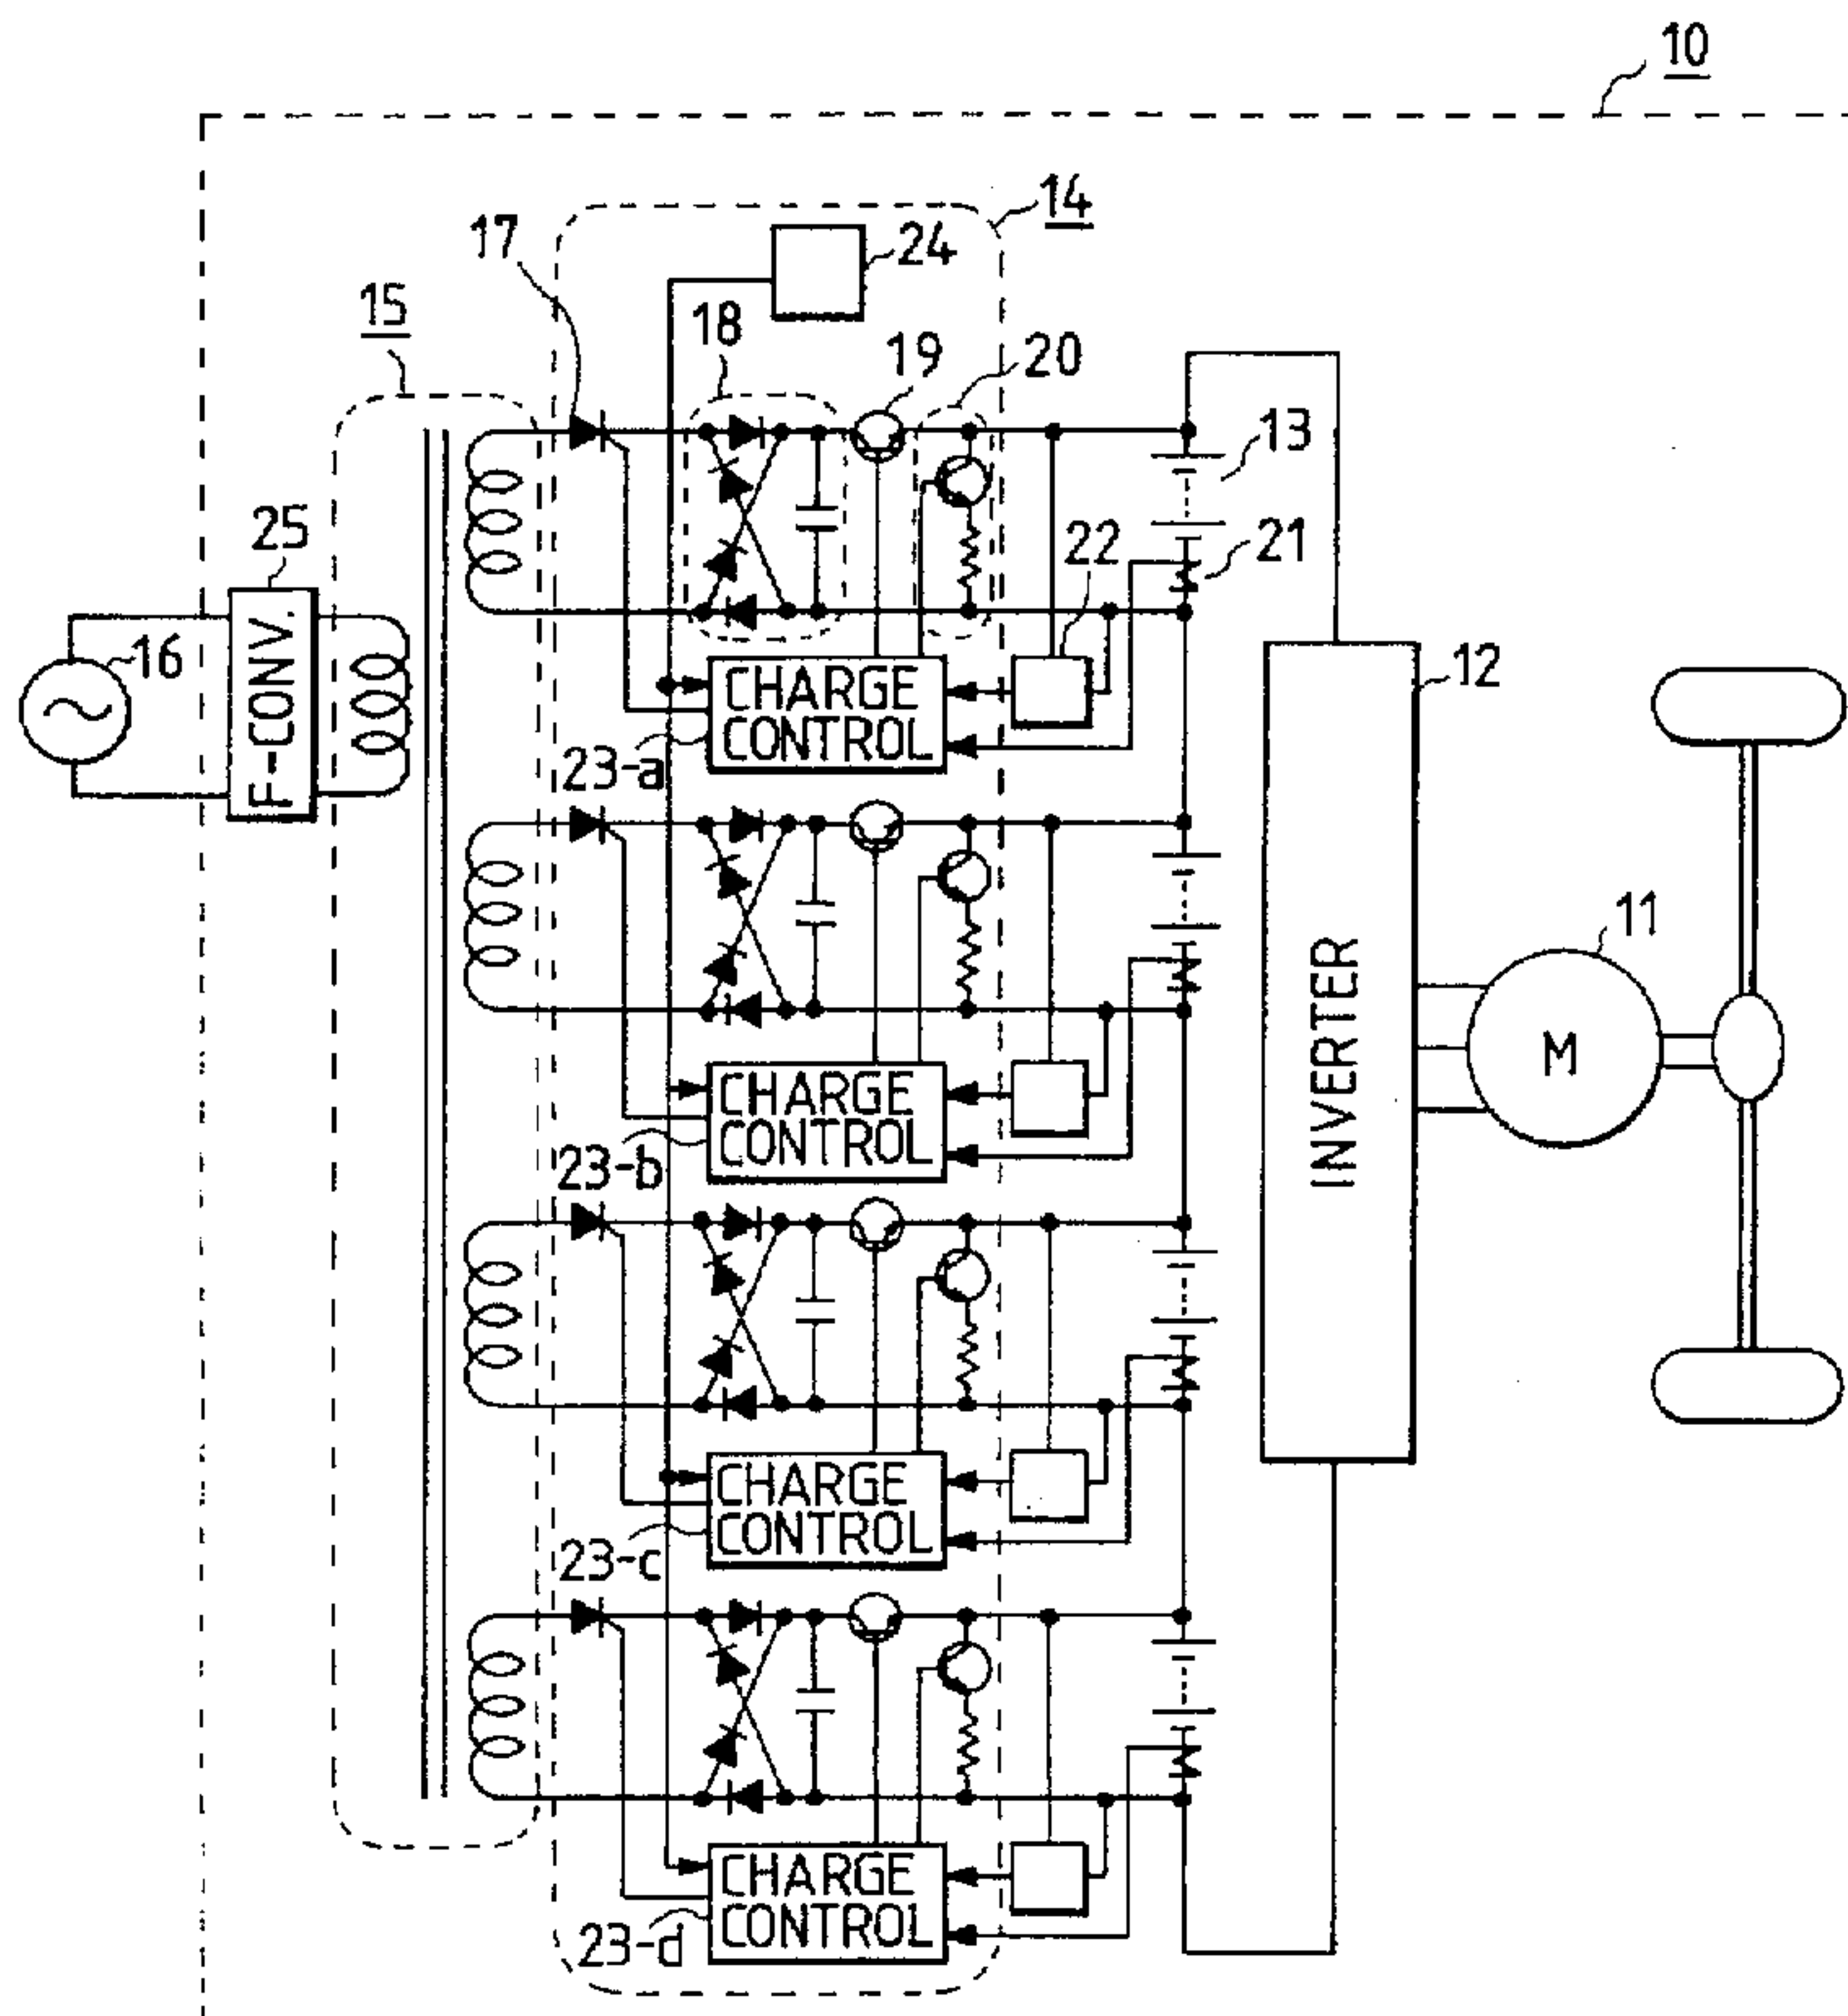 10
14
17
24
15
18
19
20
13
25
22
21
16
F-CONV.
12
CHARGE
CONTROL
23-a
11
INVERTER
M
CHARGE
CONTROL
23-b
CHARGE
CONTROL
23-c
CHARGE
CONTROL
23-d